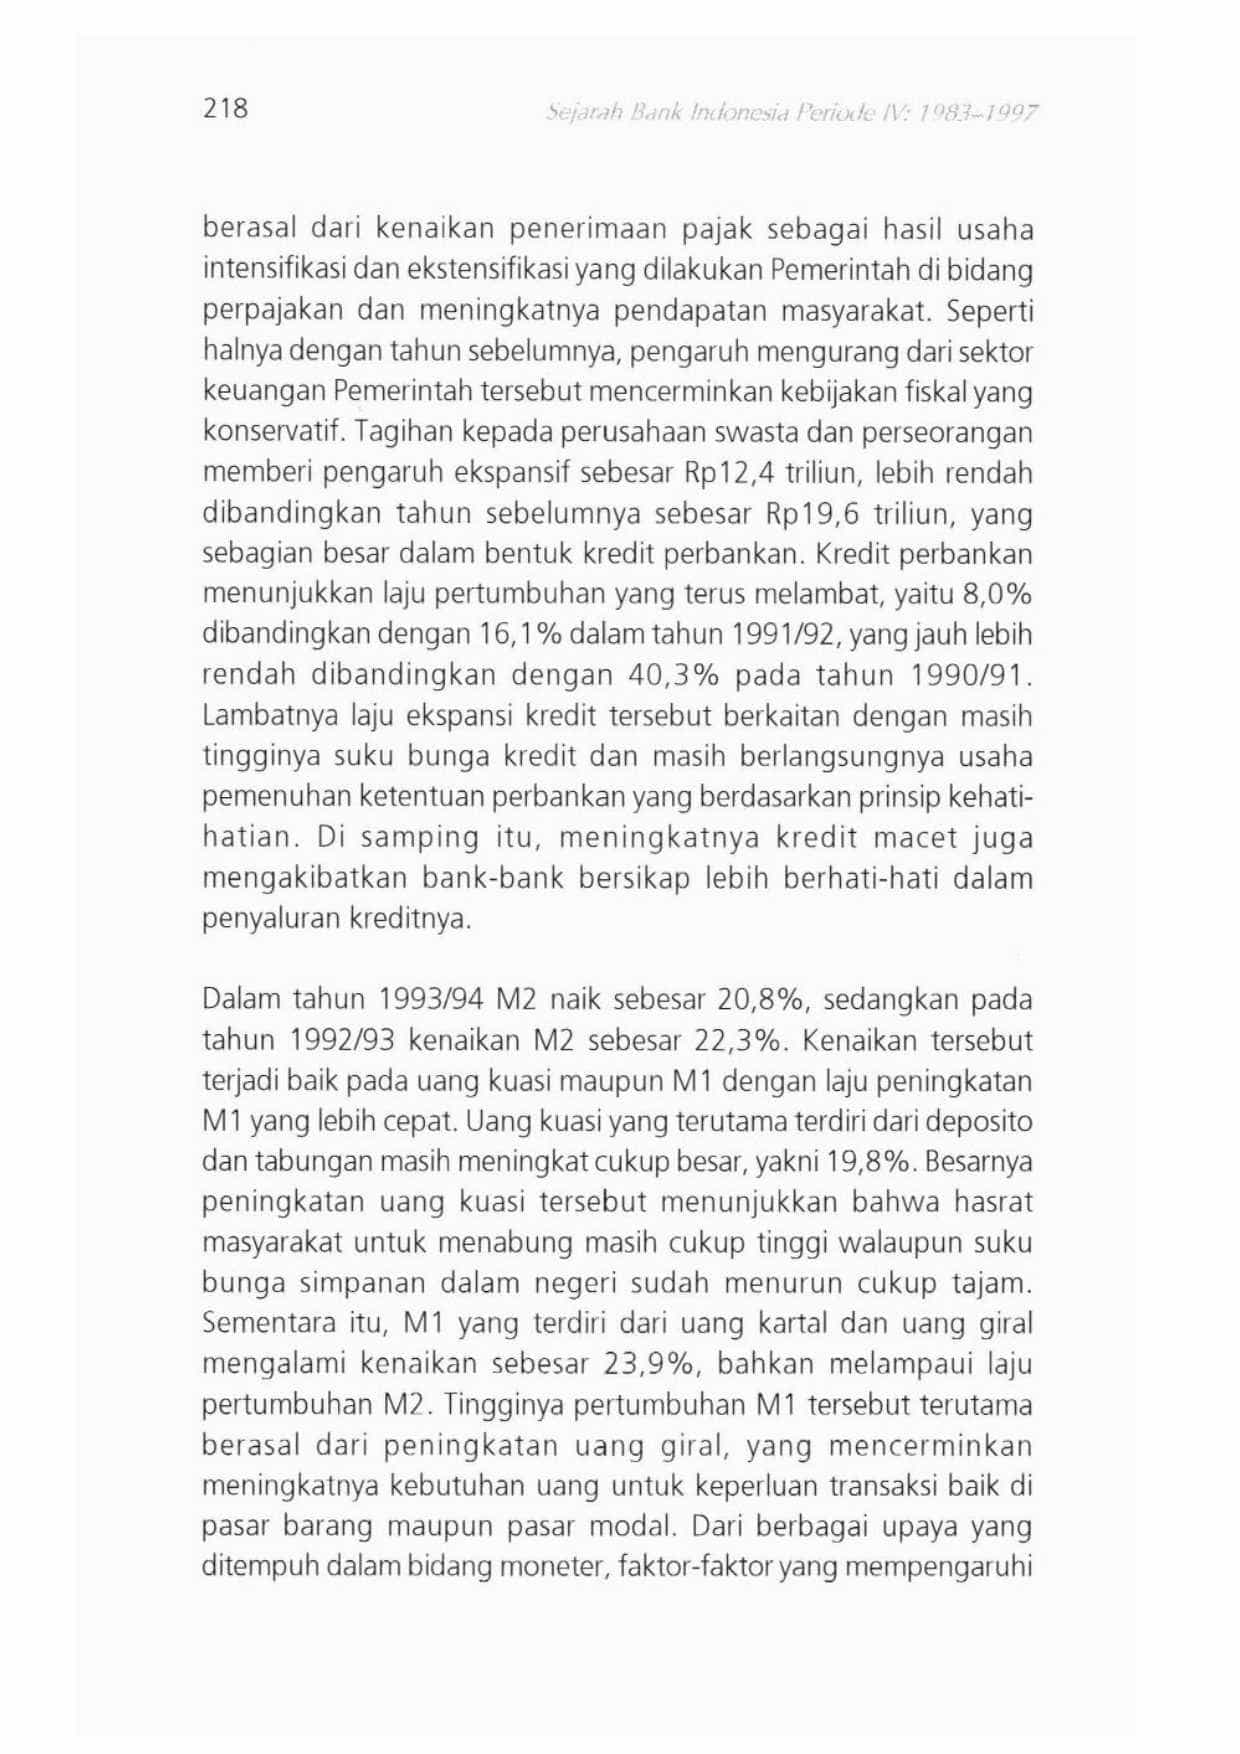 218
Sejarah Bank Indonesia Periode IV: 1983–1997
berasal dari kenaikan penerimaan pajak sebagai hasil usaha
intensifikasi dan ekstensifikasi yang dilakukan Pemerintah di bidang
perpajakan dan meningkatnya pendapatan masyarakat. Seperti
halnya dengan tahun sebelumnya, pengaruh mengurang dari sektor
keuangan Pemerintah tersebut mencerminkan kebijakan fiskal yang
konservatif. Tagihan kepada perusahaan swasta dan perseorangan
memberi pengaruh ekspansif sebesar Rp12,4 triliun, lebih rendah
dibandingkan tahun sebelumnya sebesar Rp19,6 triliun, yang
sebagian besar dalam bentuk kredit perbankan. Kredit perbankan
menunjukkan laju pertumbuhan yang terus melambat, yaitu 8,0%
dibandingkan dengan 16,1% dalam tahun 1991/92, yang jauh lebih
rendah dibandingkan dengan 40,3% pada tahun 1990/91.
Lambatnya laju ekspansi kredit tersebut berkaitan dengan masih
tingginya suku bunga kredit dan masih berlangsungnya usaha
pemenuhan ketentuan perbankan yang berdasarkan prinsip kehati-
hatian. Di samping itu, meningkatnya kredit macet juga
mengakibatkan bank-bank bersikap lebih berhati-hati dalam
penyaluran kreditnya.
Dalam tahun 1993/94 M2 naik sebesar 20,8%, sedangkan pada
tahun 1992/93 kenaikan M2 sebesar 22,3%. Kenaikan tersebut
terjadi baik pada uang kuasi maupun M1 dengan laju peningkatan
M1 yang lebih cepat. Uang kuasi yang terutama terdiri dari deposito
dan tabungan masih meningkat cukup besar, yakni 19,8%. Besarnya
peningkatan uang kuasi tersebut menunjukkan bahwa hasrat
masyarakat untuk menabung masih cukup tinggi walaupun suku
bunga simpanan dalam negeri sudah menurun cukup tajam.
Sementara itu, M1 yang terdiri dari uang kartal dan uang giral
mengalami kenaikan sebesar 23,9%, bahkan melampaui laju
pertumbuhan M2. Tingginya pertumbuhan M1 tersebut terutama
berasal dari peningkatan uang giral, yang mencerminkan
meningkatnya kebutuhan uang untuk keperluan transaksi baik di
pasar barang maupun pasar modal. Dari berbagai upaya yang
ditempuh dalam bidang moneter, faktor-faktor yang mempengaruhi